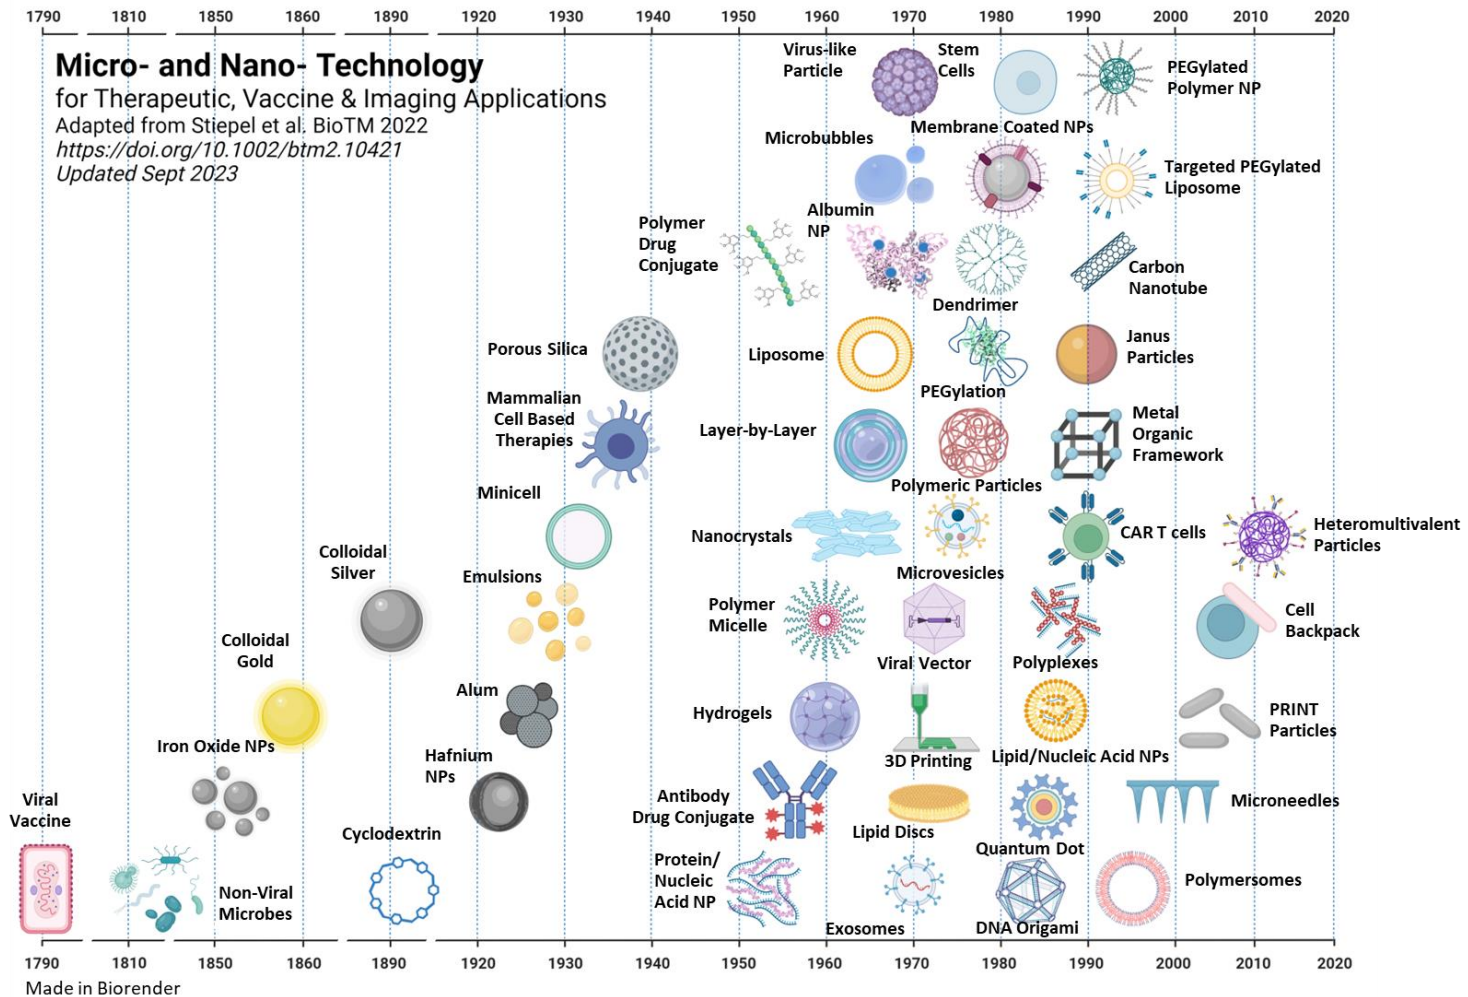 1790 1810 1850 1860 1890 1920 1930 1940 1950 1960 1970 1980 1990 2000 2010 2020
Micro- and Nano- Technology
for Therapeutic, Vaccine & Imaging Applications
Adapted from Stiepel et al. BioTM 2022
https://doi.org/10.1002/btm2.10421
Updated Sept 2023
Virus-like
Particle
Stem
Cells
PEGylated
Polymer NP
Microbubbles
Membrane Coated NPs
Targeted PEGylated
Liposome
Polymer
Drug
Conjugate
Albumin
NP
Dendrimer
Carbon
Nanotube
Porous Silica
Liposome
PEGylation
Janus
Particles
Mammalian
Cell Based
Therapies
Layer-by-Layer
Polymeric Particles
Metal
Organic
Framework
Minicell
Nanocrystals
Microvesicles
CAR T cells
Heteromultivalent
Particles
Colloidal
Silver
Emulsions
Polymer
Micelle
Viral Vector
Polyplexes
Cell
Backpack
Colloidal
Gold
Alum
Hydrogels
3D Printing
Lipid/Nucleic Acid NPs
PRINT
Particles
Iron Oxide NPs
Hafnium
NPs
Antibody
Drug Conjugate
Lipid Discs
Quantum Dot
Microneedles
Viral
Vaccine
Non-Viral
Microbes
Cyclodextrin
Protein/
Nucleic
Acid NP
Exosomes
DNA Origami
Polymersomes
1790 1810 1850 1860 1890 1920 1930 1940 1950 1960 1970 1980 1990 2000 2010 2020
Made in Biorender